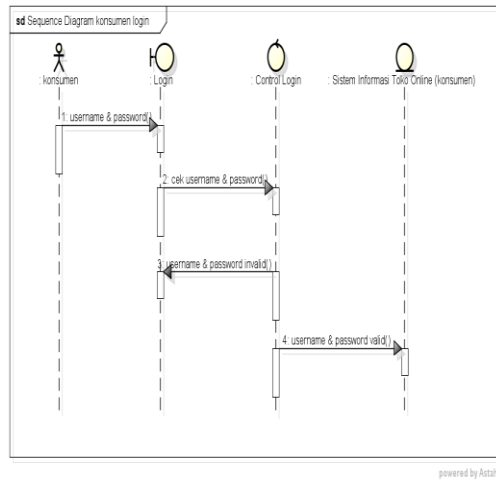 sd Sequence Diagram konsumen login
: konsumen
: Login
: Control Login
: Sistem Informasi Toko Online (konsumen)
1: username & password()
2: cek username & password()
3: username & password invalid()
4: username & password valid()
powered by Astah